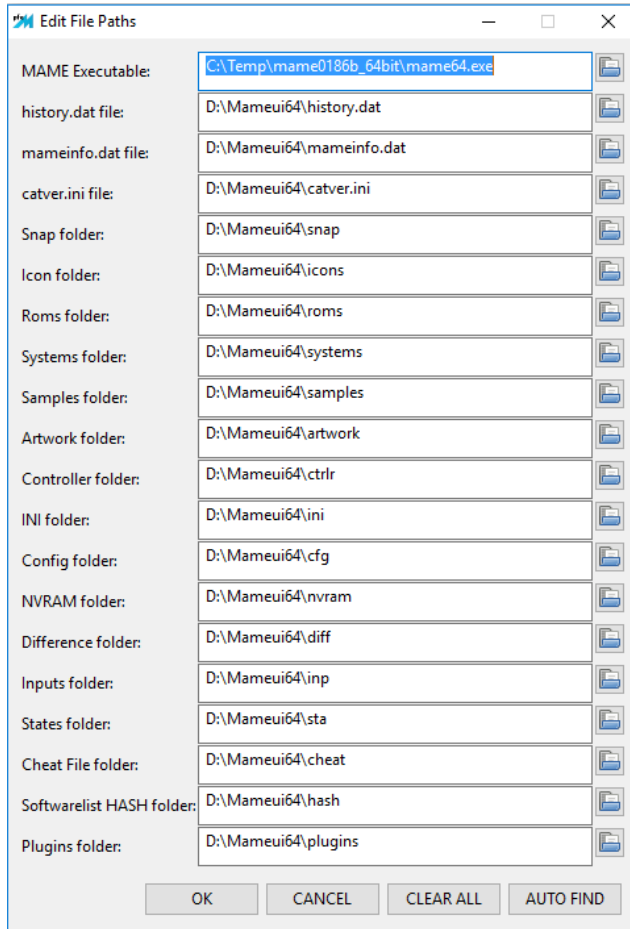 Edit File Paths
MAME Executable: C:\Temp\mame0186b_64bit\mame64.exe
history.dat file: D:\Mameui64\history.dat
mameinfo.dat file: D:\Mameui64\mameinfo.dat
catver.ini file: D:\Mameui64\catver.ini
Snap folder: D:\Mameui64\snap
Icon folder: D:\Mameui64\icons
Roms folder: D:\Mameui64\roms
Systems folder: D:\Mameui64\systems
Samples folder: D:\Mameui64\samples
Artwork folder: D:\Mameui64\artwork
Controller folder: D:\Mameui64\ctrlr
INI folder: D:\Mameui64\ini
Config folder: D:\Mameui64\cfg
NVRAM folder: D:\Mameui64\nvram
Difference folder: D:\Mameui64\diff
Inputs folder: D:\Mameui64\inp
States folder: D:\Mameui64\sta
Cheat File folder: D:\Mameui64\cheat
Softwarelist HASH folder: D:\Mameui64\hash
Plugins folder: D:\Mameui64\plugins
OK CANCEL CLEAR ALL AUTO FIND